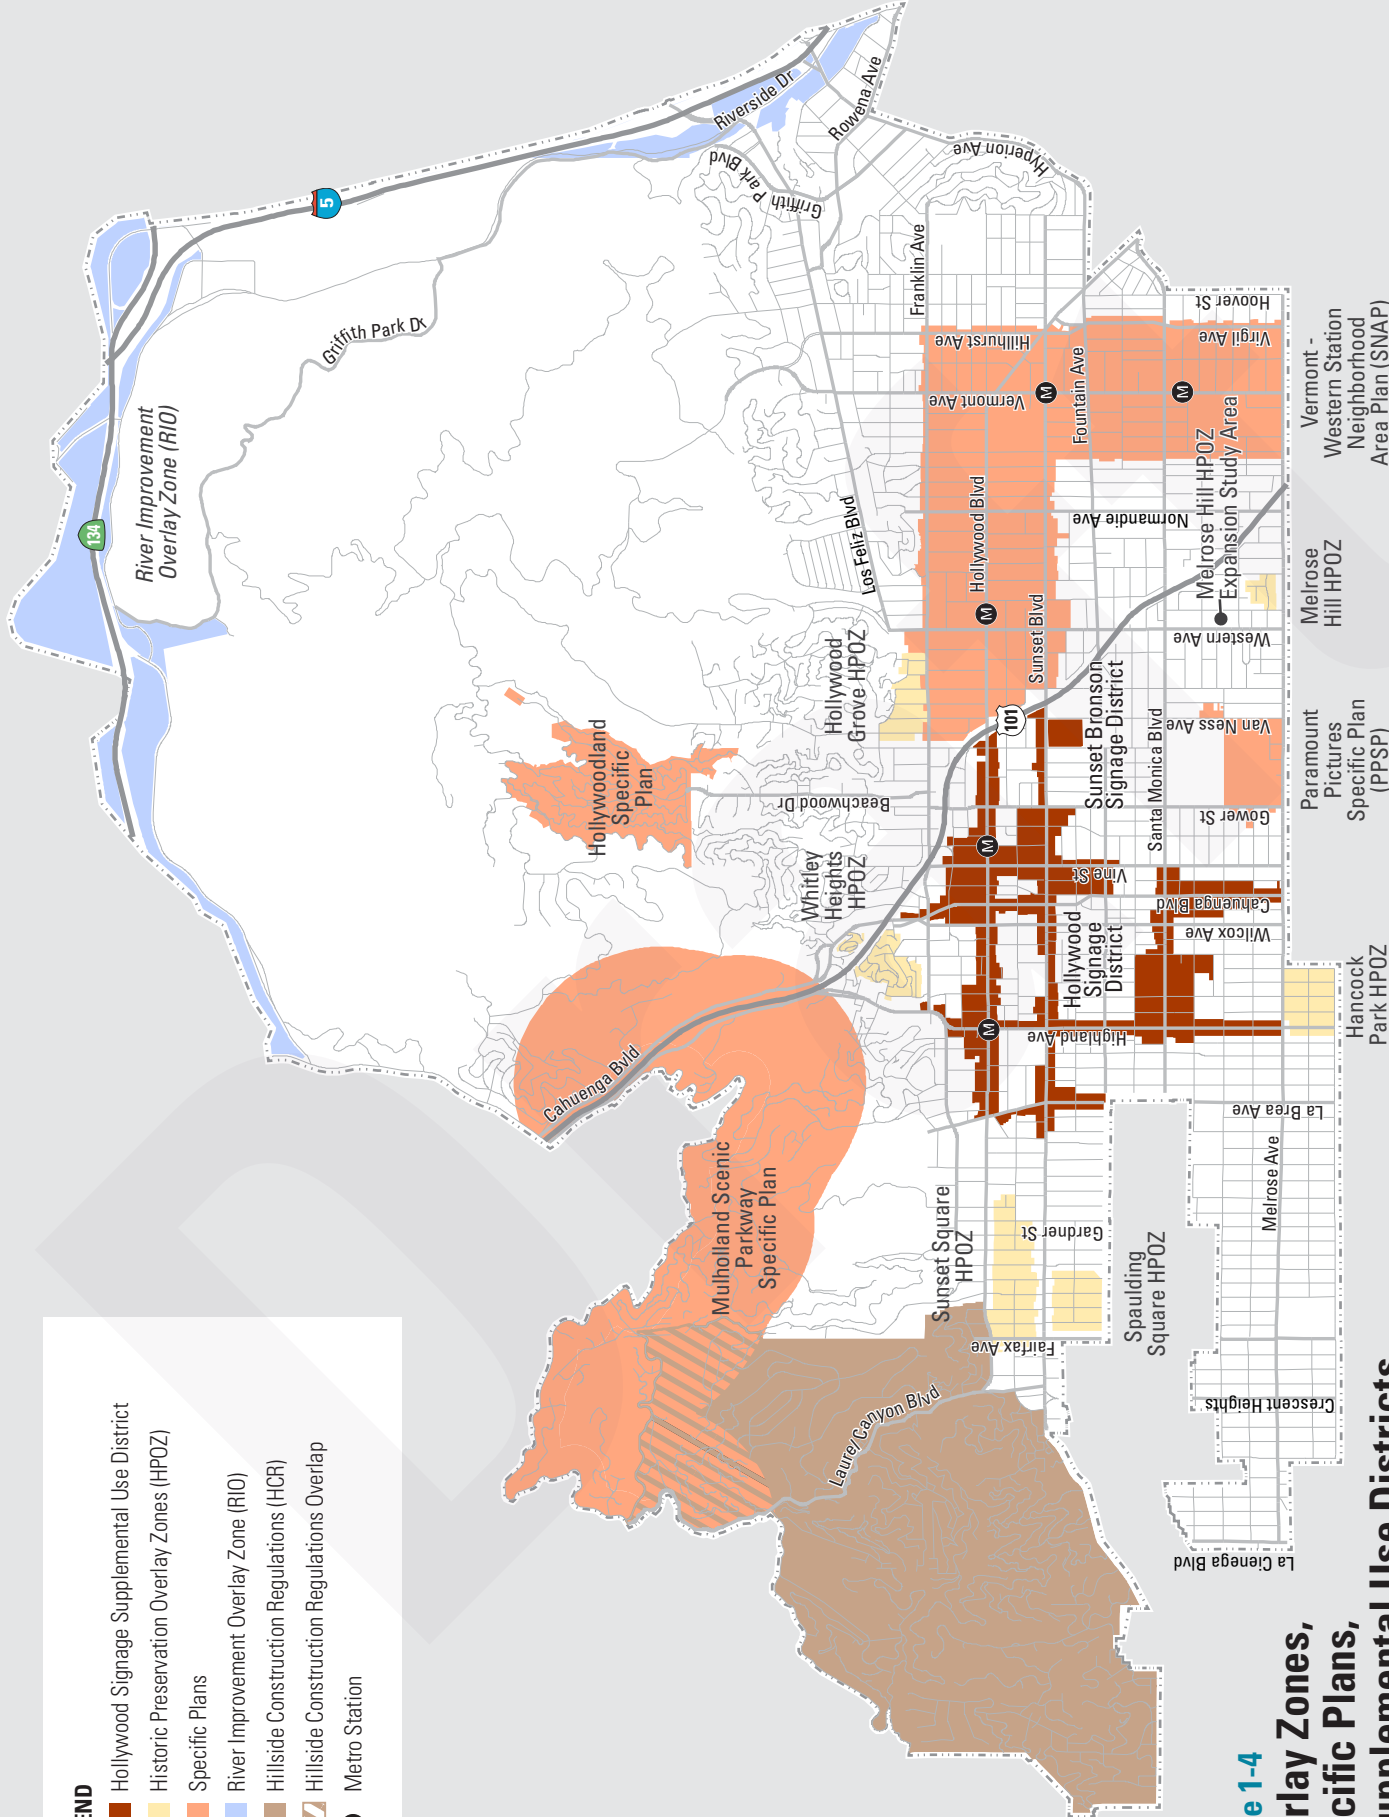 END
Hollywood Signage Supplemental Use District
Historic Preservation Overlay Zones (HPOZ)
Specific Plans
River Improvement Overlay Zone (RIO)
Hillside Construction Regulations (HCR)
Hillside Construction Regulations Overlap
Metro Station
e 1-4
rlay Zones,
cific Plans,
upplemental Use Districts
134
5
101
River Improvement
Overlay Zone (RIO)
Griffith Park Dr
Riverside Dr
Rowena Ave
Griffith Park Blvd
Hyperion Ave
Franklin Ave
Los Feliz Blvd
Hillhurst Ave
Vermont Ave
Hollywood Blvd
Fountain Ave
Sunset Blvd
Normandie Ave
Hoover St
Virgil Ave
M
M
M
M
M
Vermont -
Western Station
Neighborhood
Area Plan (SNAP)
Melrose Hill HPOZ
Expansion Study Area
Melrose
Hill HPOZ
Western Ave
Hollywood
Grove HPOZ
Hollywoodland
Specific
Plan
Beachwood Dr
Whitley
Heights
HPOZ
Sunset Bronson
Signage District
Santa Monica Blvd
Van Ness Ave
Gower St
Paramount
Pictures
Specific Plan
(PPSP)
Vine St
Cahuenga Blvd
Wilcox Ave
Hollywood
Signage
District
Highland Ave
Hancock
Park HPOZ
Cahuenga Bvld
Mulholland Scenic
Parkway
Specific Plan
Sunset Square
HPOZ
Gardner St
La Brea Ave
Melrose Ave
Spaulding
Square HPOZ
Fairfax Ave
Crescent Heights
Laurel Canyon Blvd
La Cienega Blvd